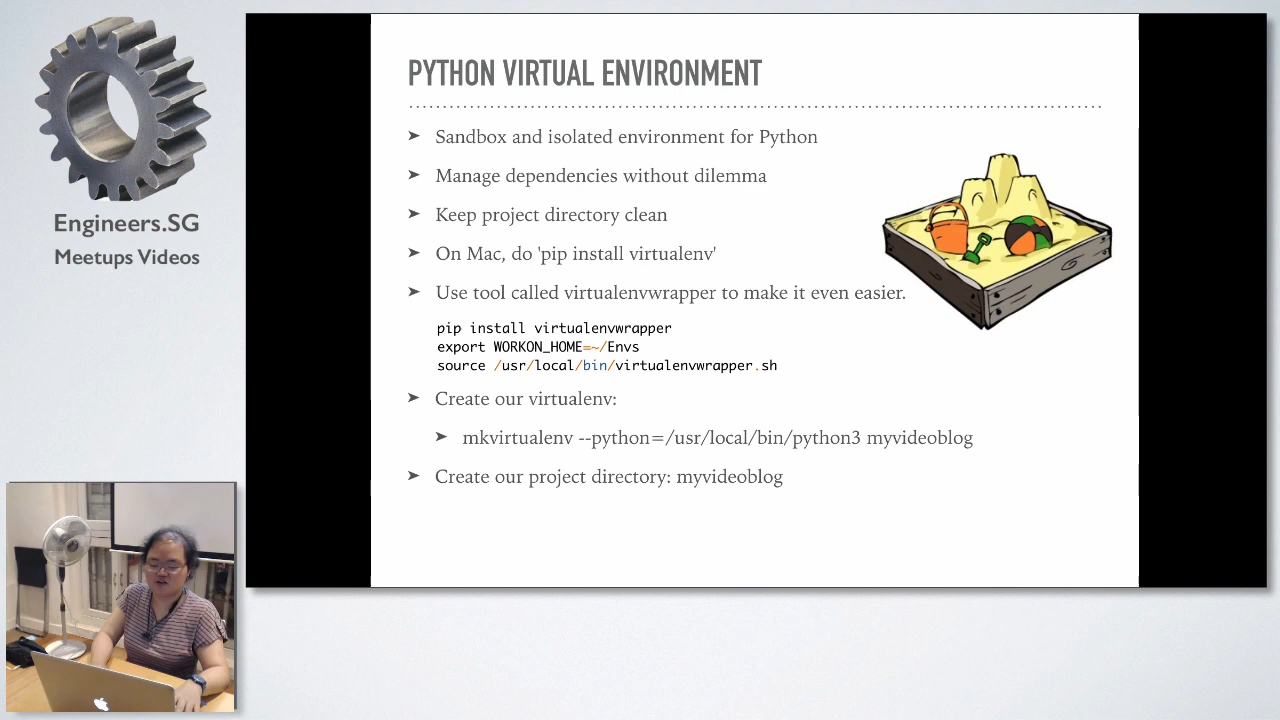 Engineers.SG
Meetups Videos
PYTHON VIRTUAL ENVIRONMENT
➤ Sandbox and isolated environment for Python
➤ Manage dependencies without dilemma
➤ Keep project directory clean
➤ On Mac, do 'pip install virtualenv'
➤ Use tool called virtualenvwrapper to make it even easier.
pip install virtualenvwrapper
export WORKON_HOME=~/Envs
source /usr/local/bin/virtualenvwrapper.sh
➤ Create our virtualenv:
➤ mkvirtualenv --python=/usr/local/bin/python3 myvideoblog
➤ Create our project directory: myvideoblog